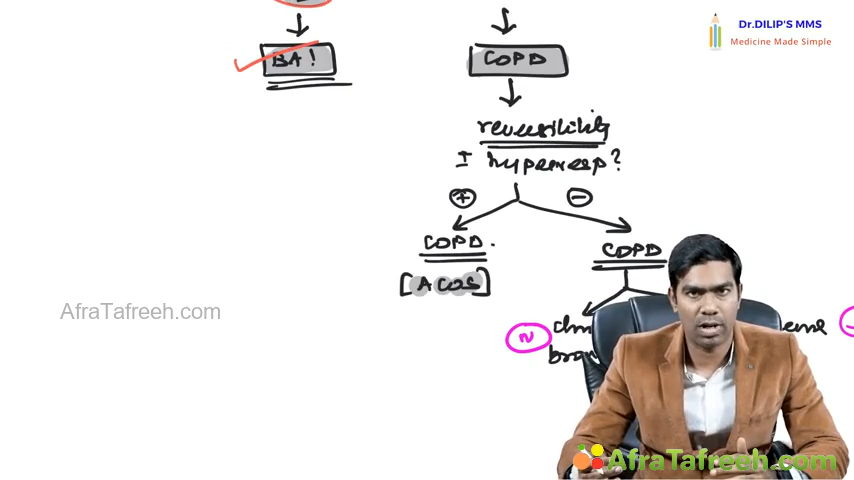 Dr.DILIP'S MMS
Medicine Made Simple
BA!
COPD
reversibility
I hyperresp?
+ −
COPD.
COPD
[ACOS]
AfraTafreeh.com
N
AfraTafreeh.com